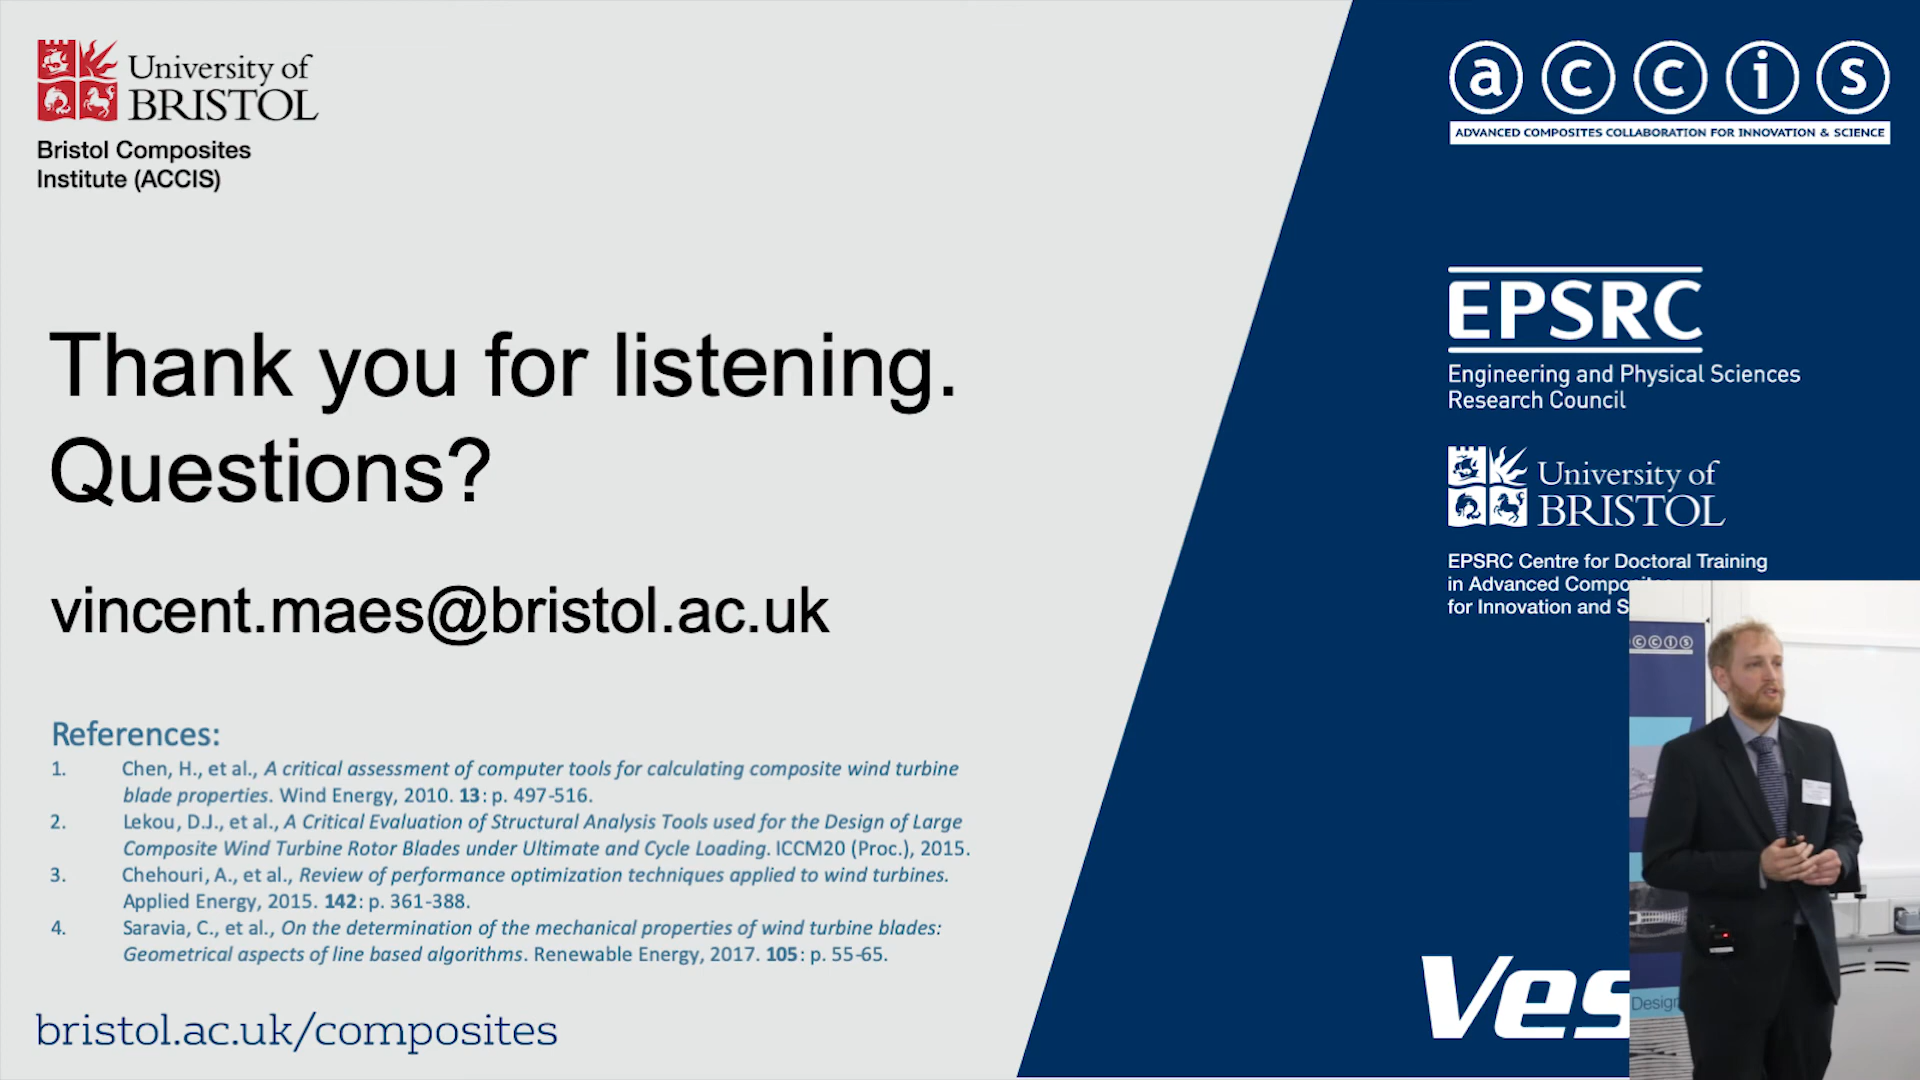 University of
BRISTOL
Bristol Composites
Institute (ACCIS)
Thank you for listening.
Questions?
vincent.maes@bristol.ac.uk
References:
1. Chen, H., et al., A critical assessment of computer tools for calculating composite wind turbine
blade properties. Wind Energy, 2010. 13: p. 497-516.
2. Lekou, D.J., et al., A Critical Evaluation of Structural Analysis Tools used for the Design of Large
Composite Wind Turbine Rotor Blades under Ultimate and Cycle Loading. ICCM20 (Proc.), 2015.
3. Chehouri, A., et al., Review of performance optimization techniques applied to wind turbines.
Applied Energy, 2015. 142: p. 361-388.
4. Saravia, C., et al., On the determination of the mechanical properties of wind turbine blades:
Geometrical aspects of line based algorithms. Renewable Energy, 2017. 105: p. 55-65.
bristol.ac.uk/composites
accis
ADVANCED COMPOSITES COLLABORATION FOR INNOVATION & SCIENCE
EPSRC
Engineering and Physical Sciences
Research Council
University of
BRISTOL
EPSRC Centre for Doctoral Training
in Advanced
for Innovation and
Ves
ccis
Design